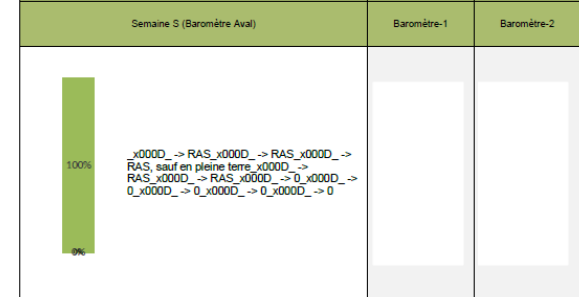 Semaine S (Baromètre Aval)
Baromètre-1
Baromètre-2
100%
_x000D_ -> RAS_x000D_ -> RAS_x000D_ ->
RAS, sauf en pleine terre_x000D_ ->
RAS_x000D_ -> RAS_x000D_ -> 0_x000D_ ->
0_x000D_ -> 0_x000D_ -> 0_x000D_ -> 0
0%